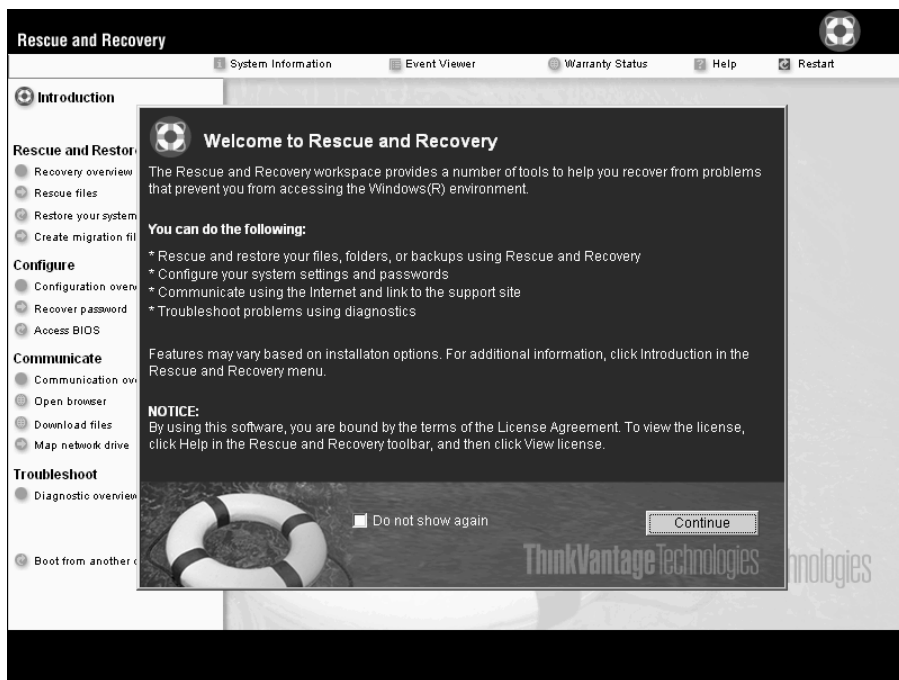 Rescue and Recovery
System Information
Event Viewer
Warranty Status
Help
Restart
Introduction
Rescue and Restor
Recovery overview
Rescue files
Restore your system
Create migration fil
Configure
Configuration over
Recover password
Access BIOS
Communicate
Communication ov
Open browser
Download files
Map network drive
Troubleshoot
Diagnostic overview
Boot from another
Welcome to Rescue and Recovery
The Rescue and Recovery workspace provides a number of tools to help you recover from problems
that prevent you from accessing the Windows(R) environment.
You can do the following:
* Rescue and restore your files, folders, or backups using Rescue and Recovery
* Configure your system settings and passwords
* Communicate using the Internet and link to the support site
* Troubleshoot problems using diagnostics
Features may vary based on installaton options. For additional information, click Introduction in the
Rescue and Recovery menu.
NOTICE:
By using this software, you are bound by the terms of the License Agreement. To view the license,
click Help in the Rescue and Recovery toolbar, and then click View license.
Do not show again
Continue
ThinkVantage Technologies
hnologies